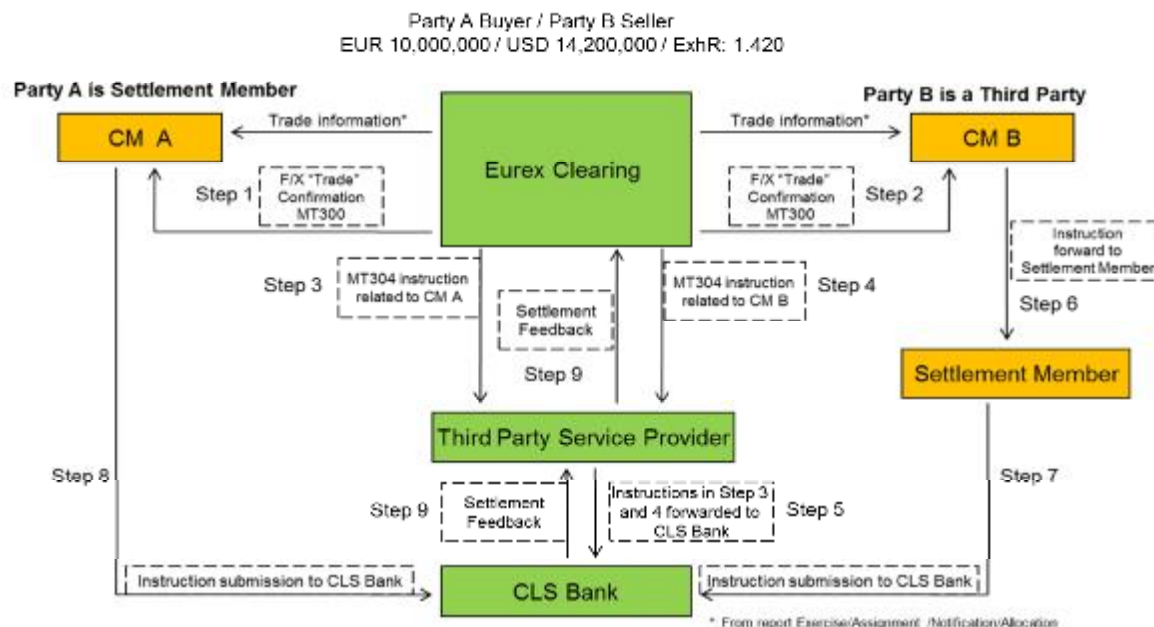 Party A Buyer / Party B Seller
EUR 10,000,000 / USD 14,200,000 / ExhR: 1.420
Party A is Settlement Member
Party B is a Third Party
CM A
Trade information*
Eurex Clearing
Trade information*
CM B
Step 1
F/X "Trade"
Confirmation
MT300
F/X "Trade"
Confirmation
MT300
Step 2
Instruction
forward to
Settlement Member
Step 3
MT304 instruction
related to CM A
Settlement
Feedback
MT304 instruction
related to CM B
Step 4
Step 6
Step 9
Settlement Member
Third Party Service Provider
Step 8
Step 7
Step 9
Settlement
Feedback
Instructions in Step 3
and 4 forwarded to
CLS Bank
Step 5
Instruction submission to CLS Bank
CLS Bank
Instruction submission to CLS Bank
* From report Exercise/Assignment /Notification/Allocation